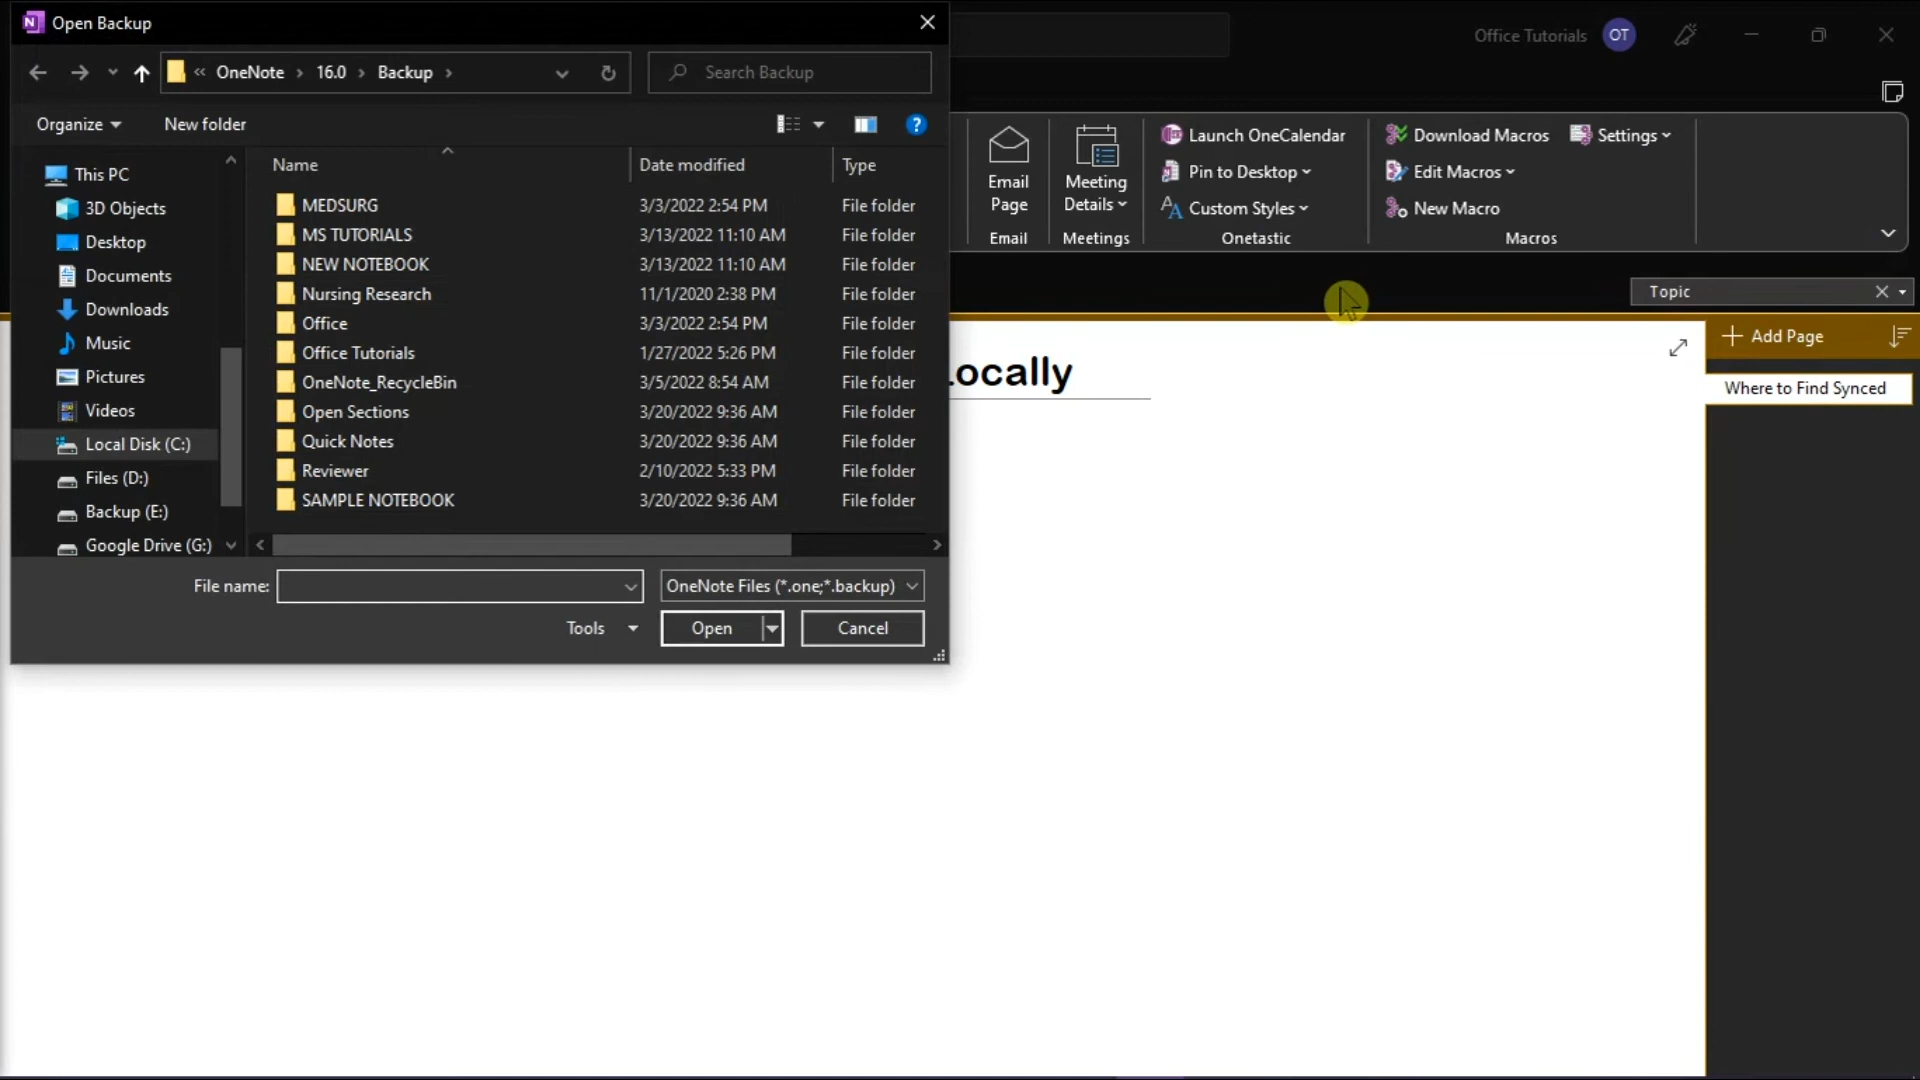 Open Backup
« OneNote › 16.0 › Backup ›
Search Backup
Organize
New folder
?
This PC
3D Objects
Desktop
Documents
Downloads
Music
Pictures
Videos
Local Disk (C:)
Files (D:)
Backup (E:)
Google Drive (G:)
Name Date modified Type
MEDSURG 3/3/2022 2:54 PM File folder
MS TUTORIALS 3/13/2022 11:10 AM File folder
NEW NOTEBOOK 3/13/2022 11:10 AM File folder
Nursing Research 11/1/2020 2:38 PM File folder
Office 3/3/2022 2:54 PM File folder
Office Tutorials 1/27/2022 5:26 PM File folder
OneNote_RecycleBin 3/5/2022 8:54 AM File folder
Open Sections 3/20/2022 9:36 AM File folder
Quick Notes 3/20/2022 9:36 AM File folder
Reviewer 2/10/2022 5:33 PM File folder
SAMPLE NOTEBOOK 3/20/2022 9:36 AM File folder
File name:
OneNote Files (*.one;*.backup)
Tools
Open
Cancel
Office Tutorials
OT
Email
Page
Email
Meeting
Details
Meetings
Launch OneCalendar
Pin to Desktop
Custom Styles
Onetastic
Download Macros
Edit Macros
New Macro
Settings
Macros
Topic
Locally
Add Page
Where to Find Synced